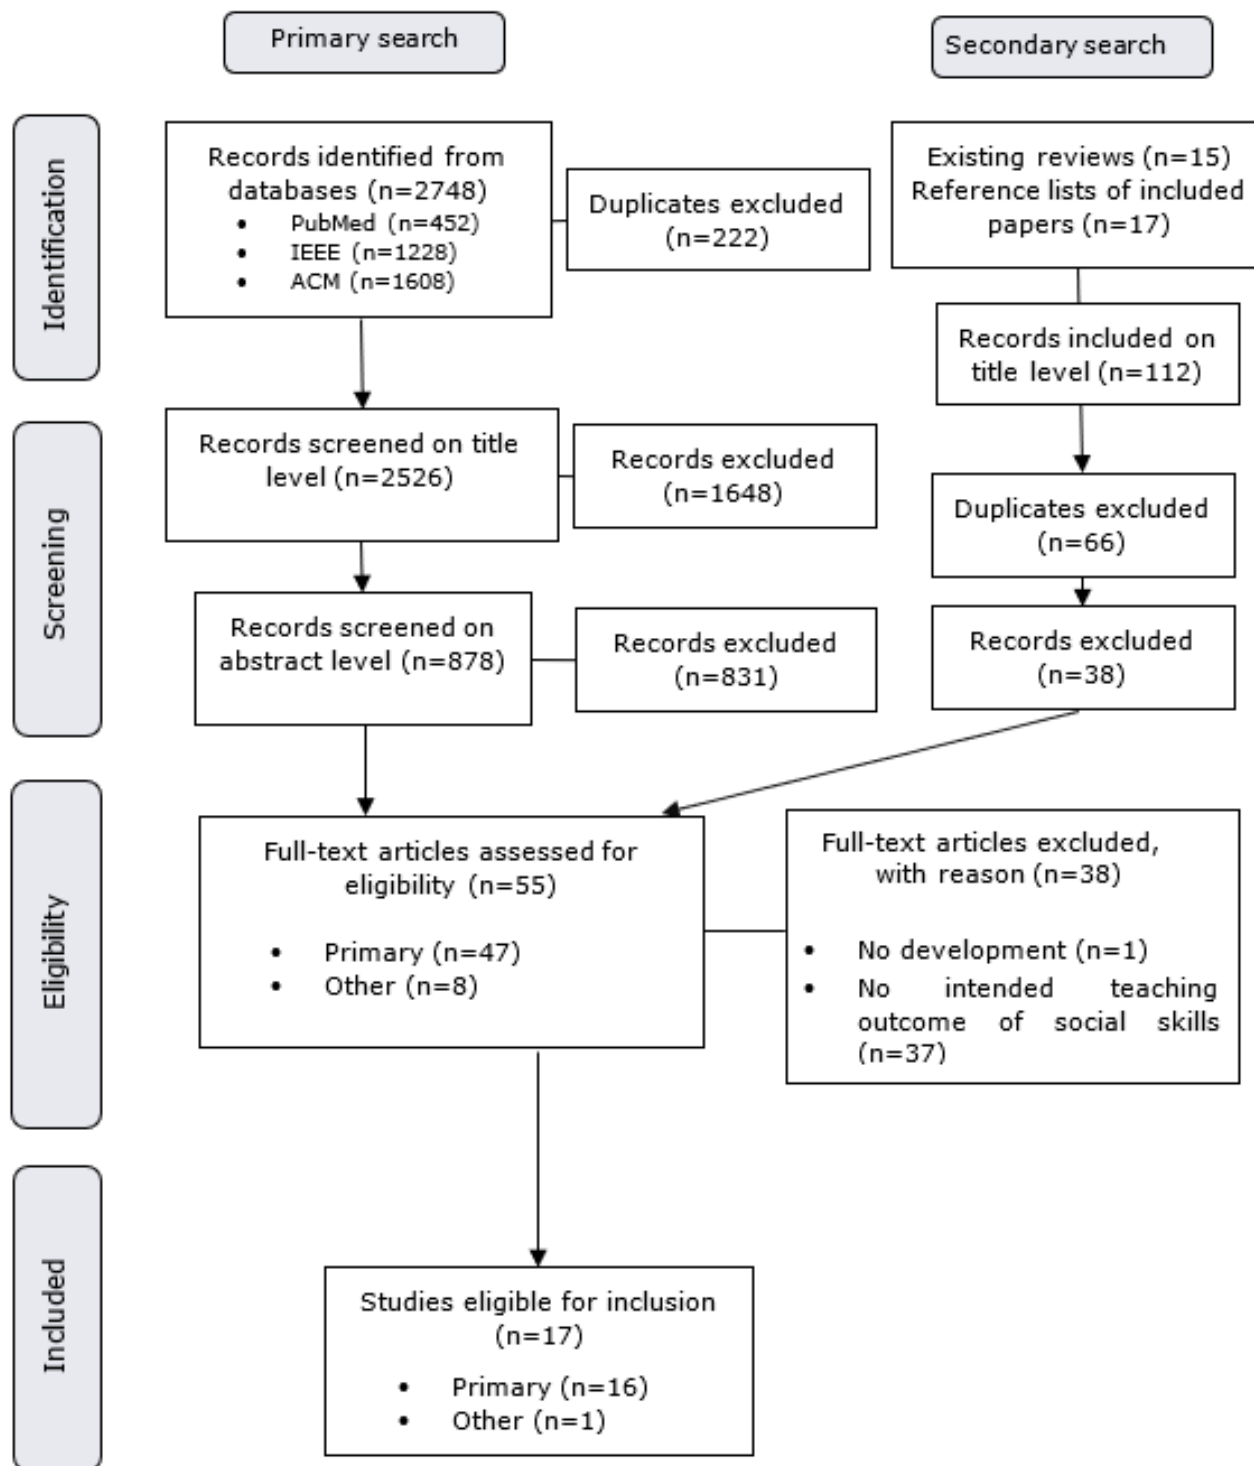 Primary search
Secondary search
Identification
Records identified from
databases (n=2748)
• PubMed (n=452)
• IEEE (n=1228)
• ACM (n=1608)
Duplicates excluded
(n=222)
Existing reviews (n=15)
Reference lists of included
papers (n=17)
Records included on
title level (n=112)
Screening
Records screened on title
level (n=2526)
Records excluded
(n=1648)
Duplicates excluded
(n=66)
Records screened on
abstract level (n=878)
Records excluded
(n=831)
Records excluded
(n=38)
Eligibility
Full-text articles assessed for
eligibility (n=55)
• Primary (n=47)
• Other (n=8)
Full-text articles excluded,
with reason (n=38)
• No development (n=1)
• No intended teaching
outcome of social skills
(n=37)
Included
Studies eligible for inclusion
(n=17)
• Primary (n=16)
• Other (n=1)